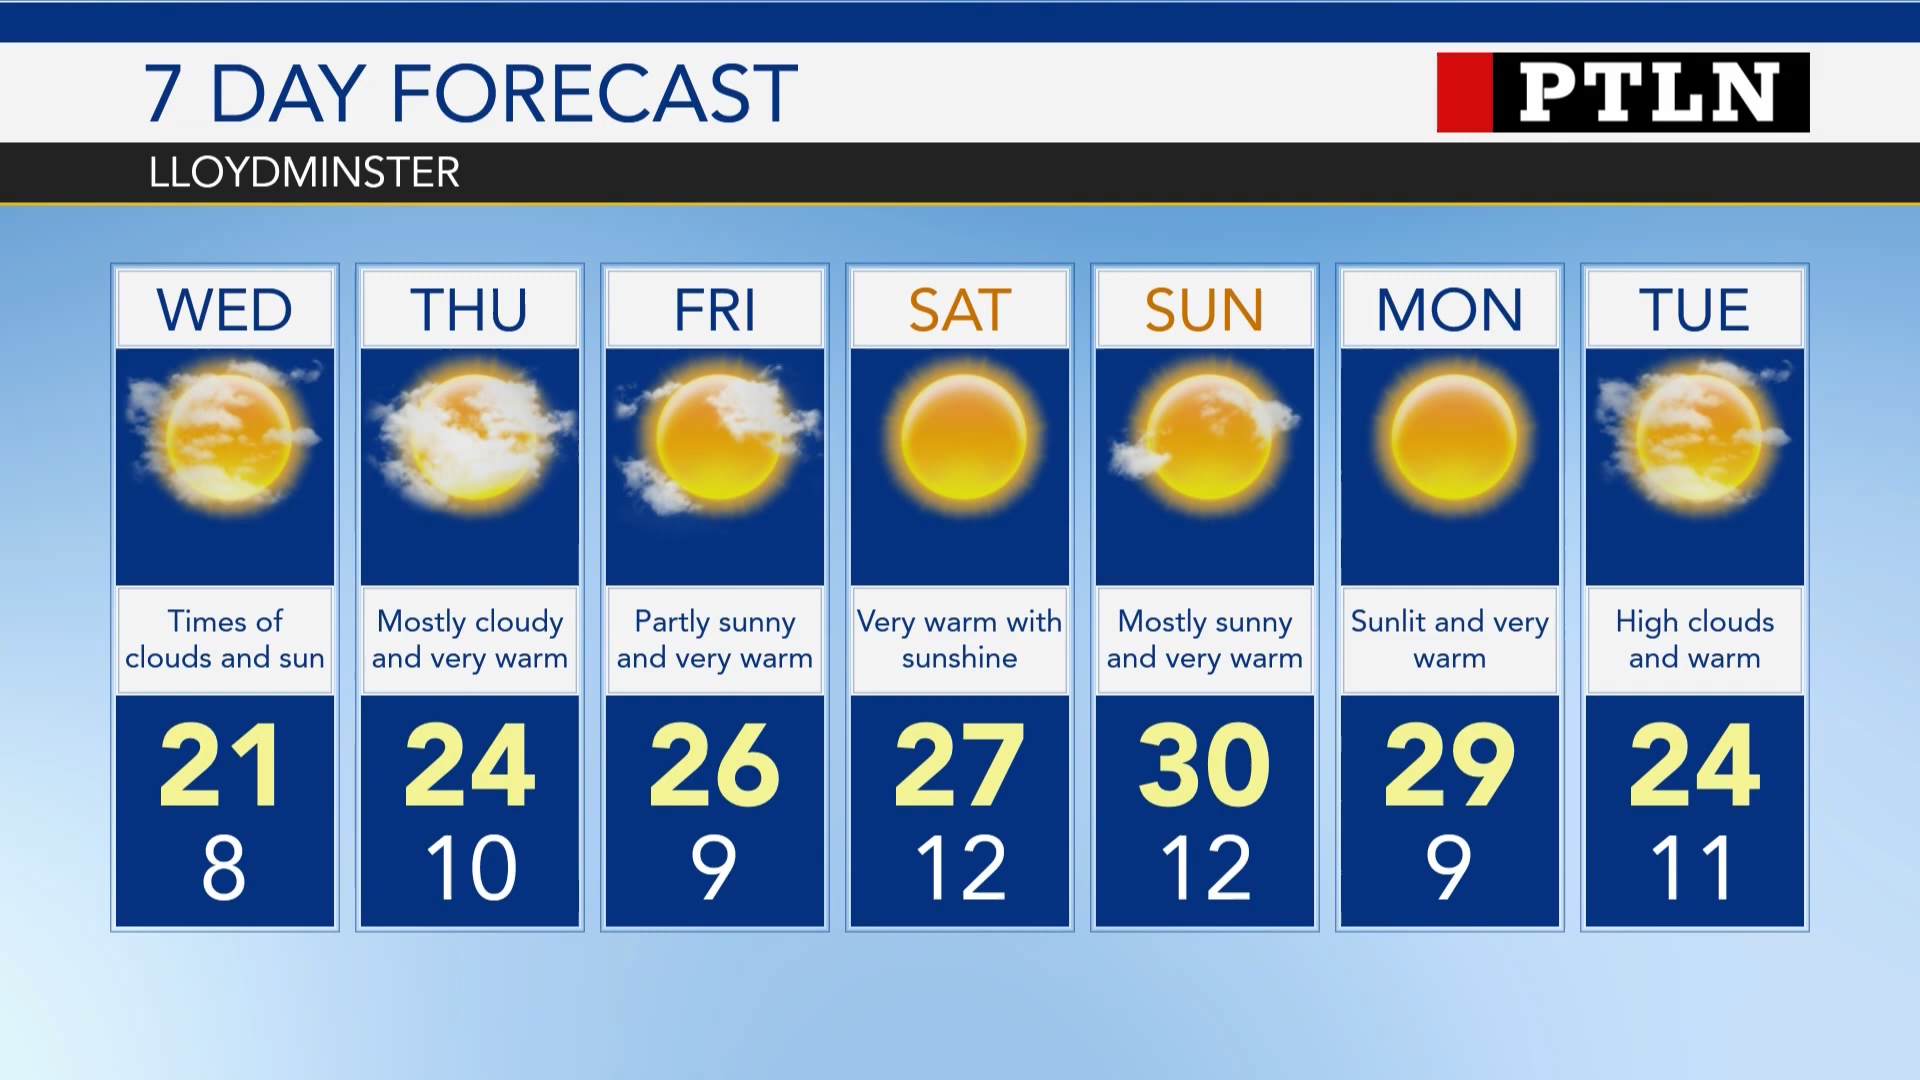 7 DAY FORECAST
PTLN
LLOYDMINSTER
WED
THU
FRI
SAT
SUN
MON
TUE
Times of
clouds and sun
Mostly cloudy
and very warm
Partly sunny
and very warm
Very warm with
sunshine
Mostly sunny
and very warm
Sunlit and very
warm
High clouds
and warm
21
24
26
27
30
29
24
8
10
9
12
12
9
11